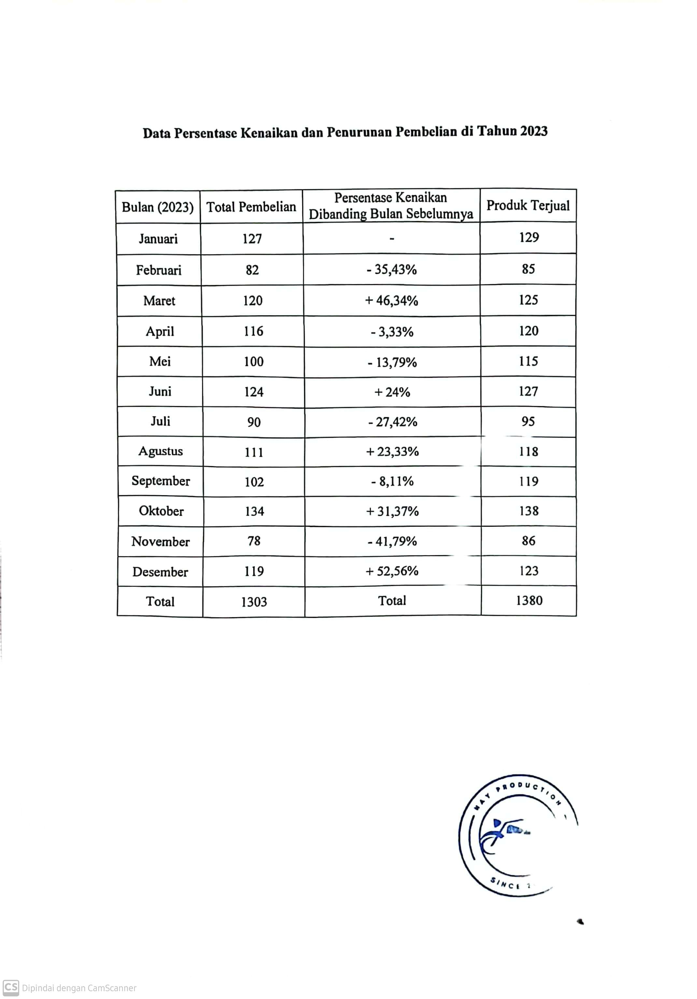 Data Persentase Kenaikan dan Penurunan Pembelian di Tahun 2023
Bulan (2023) Total Pembelian Persentase Kenaikan Dibanding Bulan Sebelumnya Produk Terjual
Januari 127 - 129
Februari 82 - 35,43% 85
Maret 120 + 46,34% 125
April 116 - 3,33% 120
Mei 100 - 13,79% 115
Juni 124 + 24% 127
Juli 90 - 27,42% 95
Agustus 111 + 23,33% 118
September 102 - 8,11% 119
Oktober 134 + 31,37% 138
November 78 - 41,79% 86
Desember 119 + 52,56% 123
Total 1303 Total 1380
PRODUCTION
SINCE
CS Dipindai dengan CamScanner